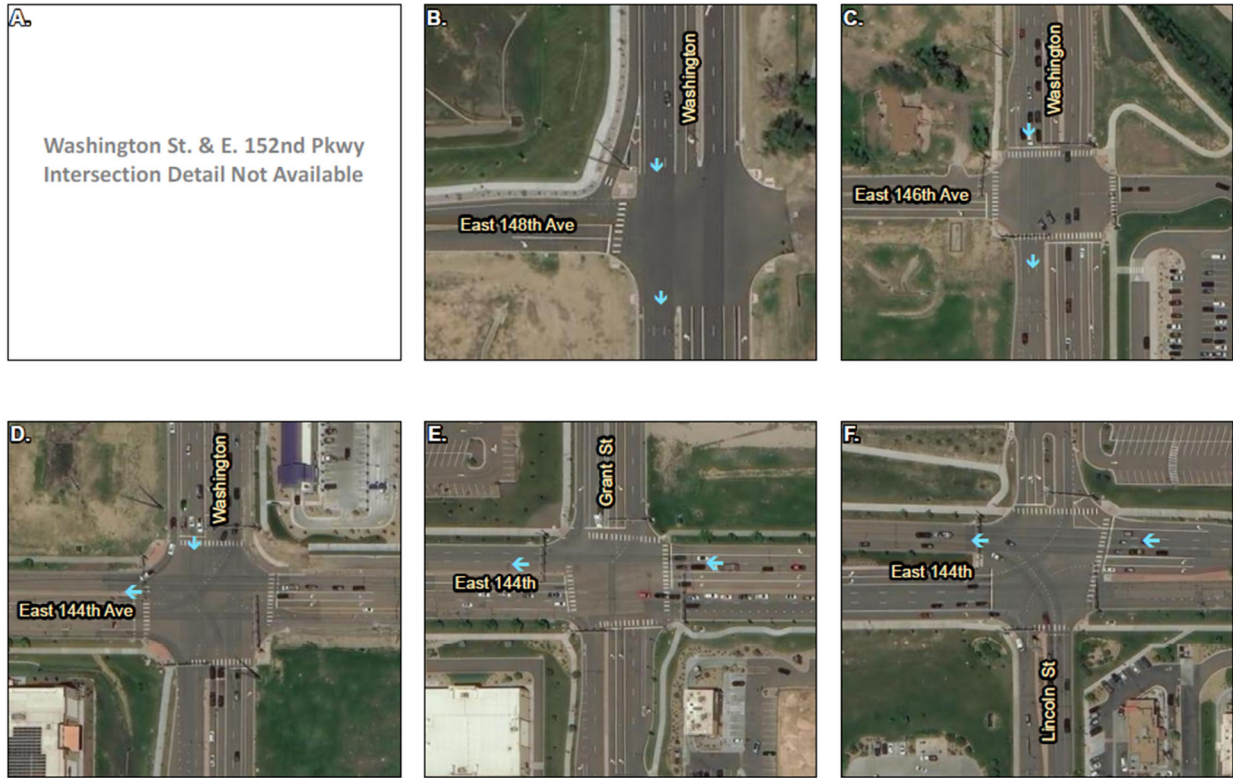 A.
Washington St. & E. 152nd Pkwy
Intersection Detail Not Available
B.
Washington
East 148th Ave
C.
Washington
East 146th Ave
D.
Washington
East 144th Ave
E.
Grant St
East 144th
F.
East 144th
Lincoln St